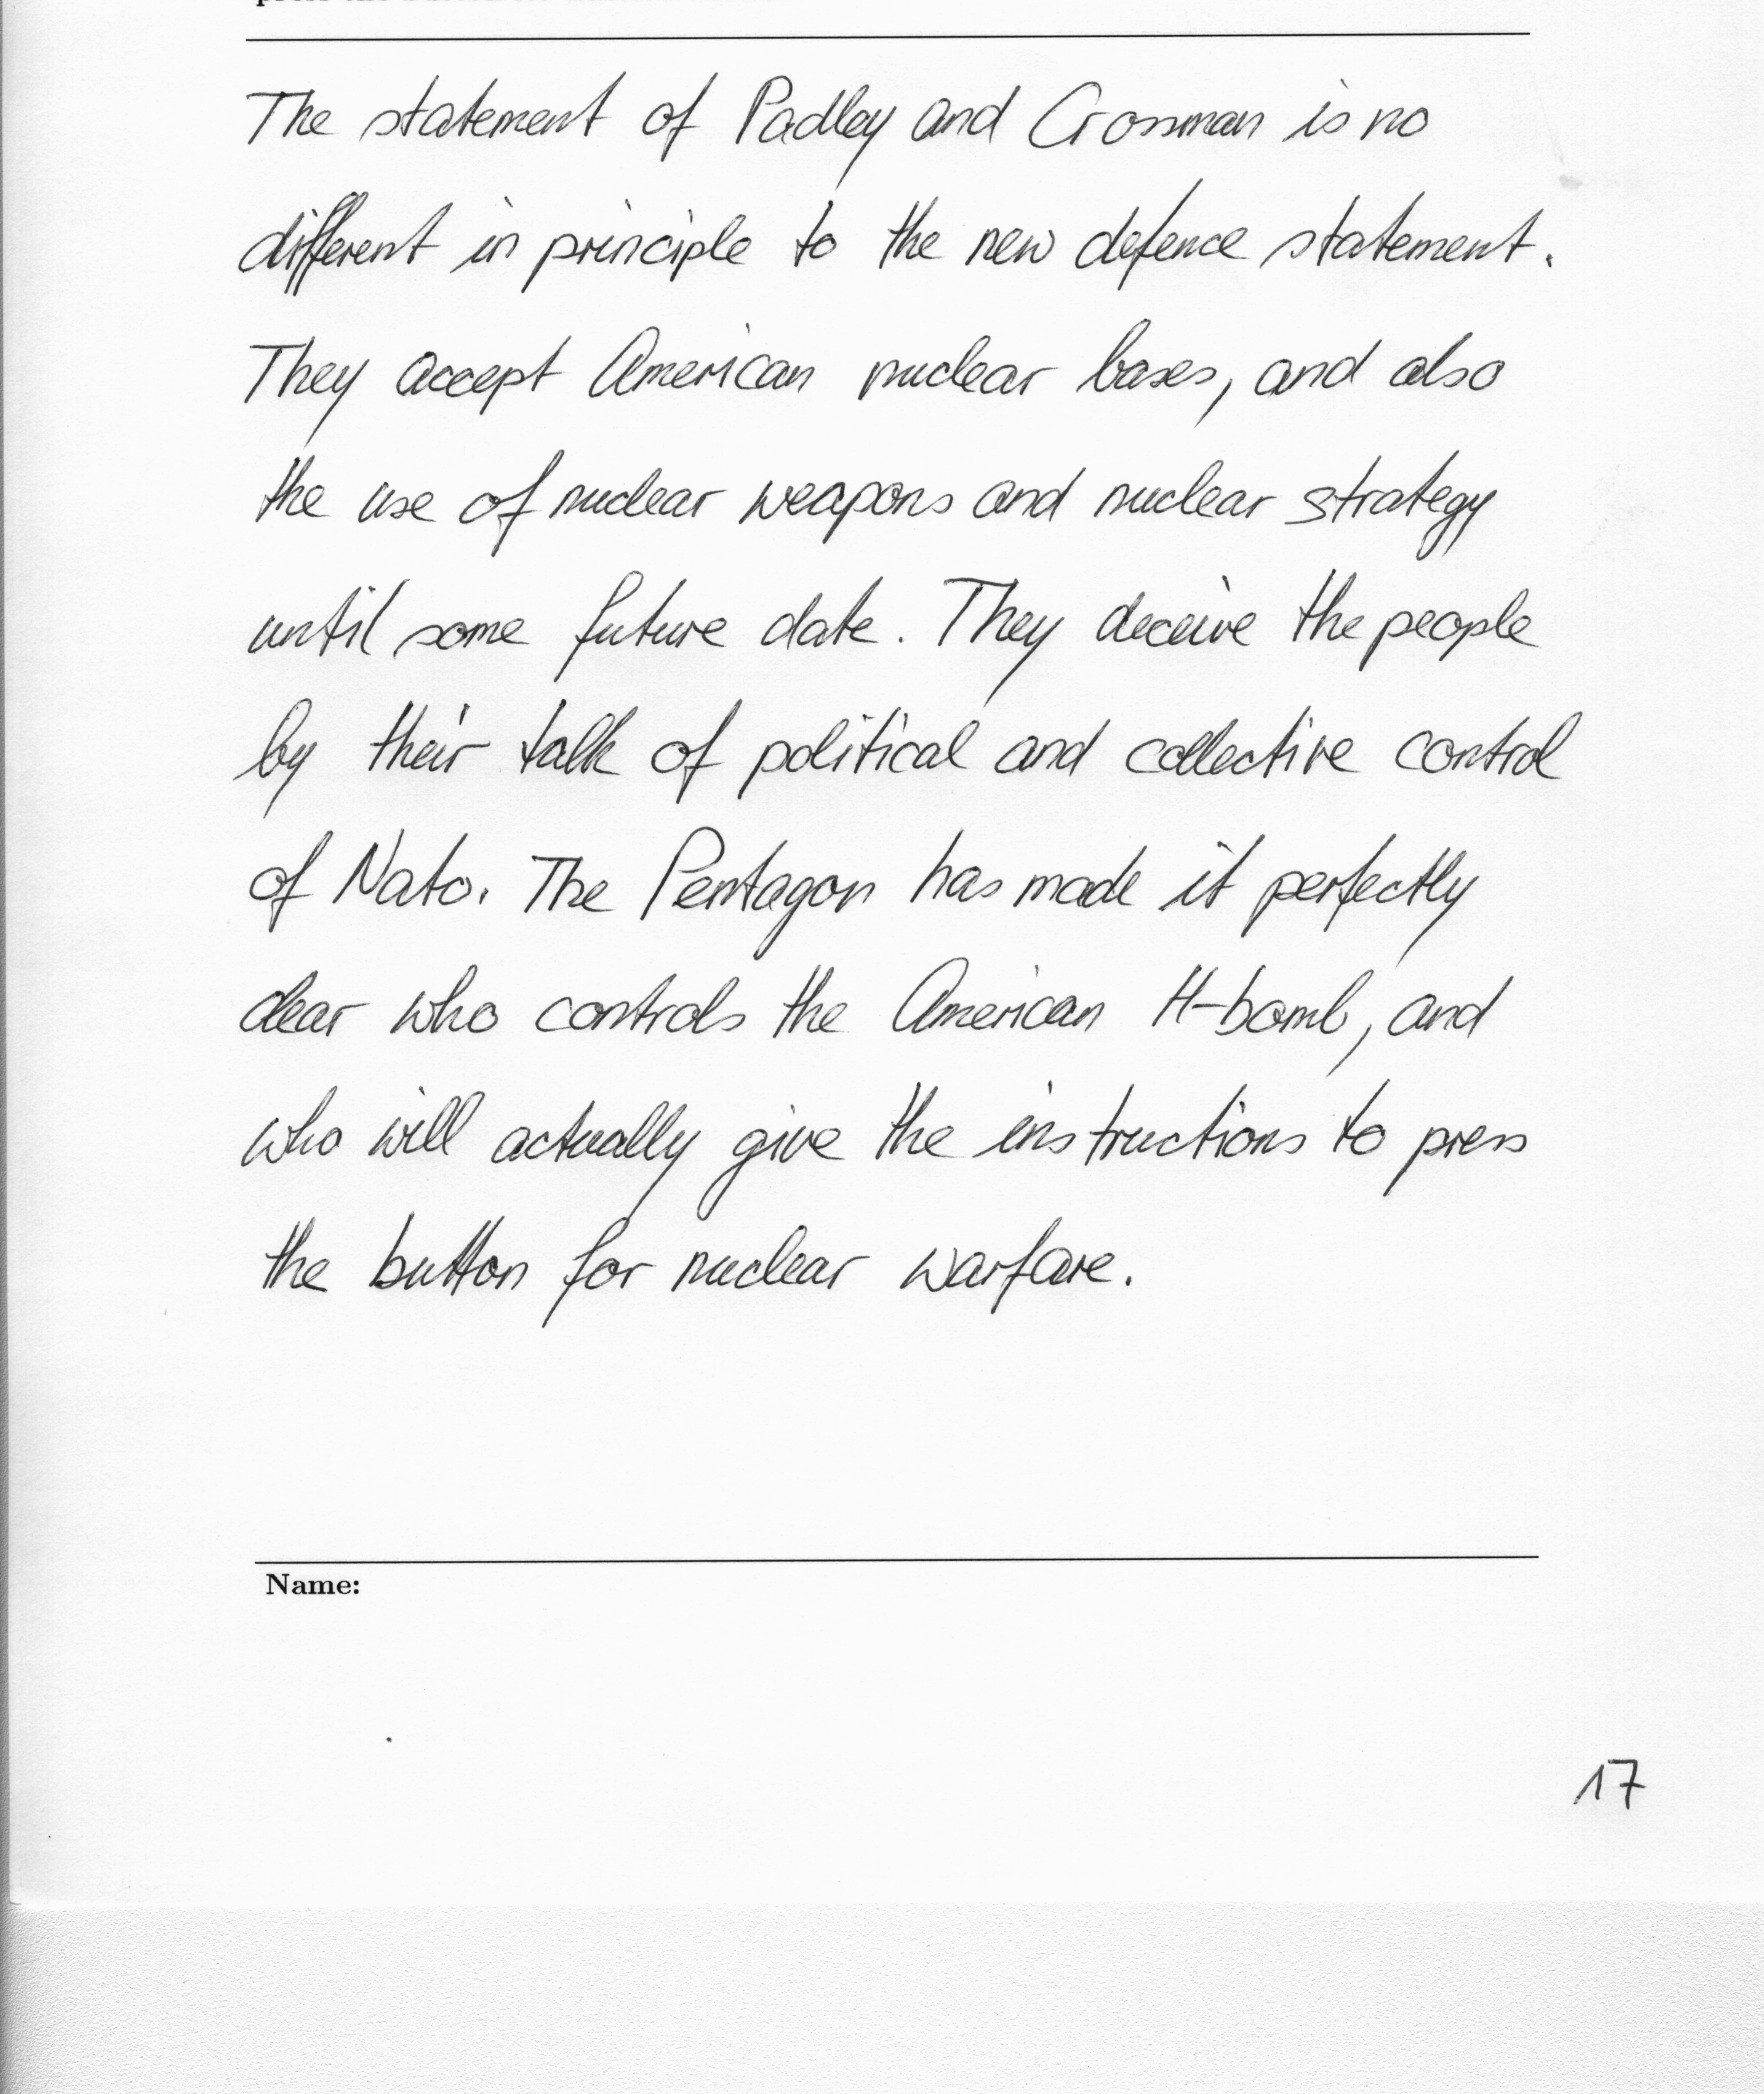 The statement of Padley and Crossman is no
different in principle to the new defence statement.
They accept American nuclear bases, and also
the use of nuclear weapons and nuclear strategy
until some future date. They deceive the people
by their talk of political and collective control
of Nato. The Pentagon has made it perfectly
clear who controls the American H-bomb, and
who will actually give the instructions to press
the button for nuclear warfare.
Name:
17